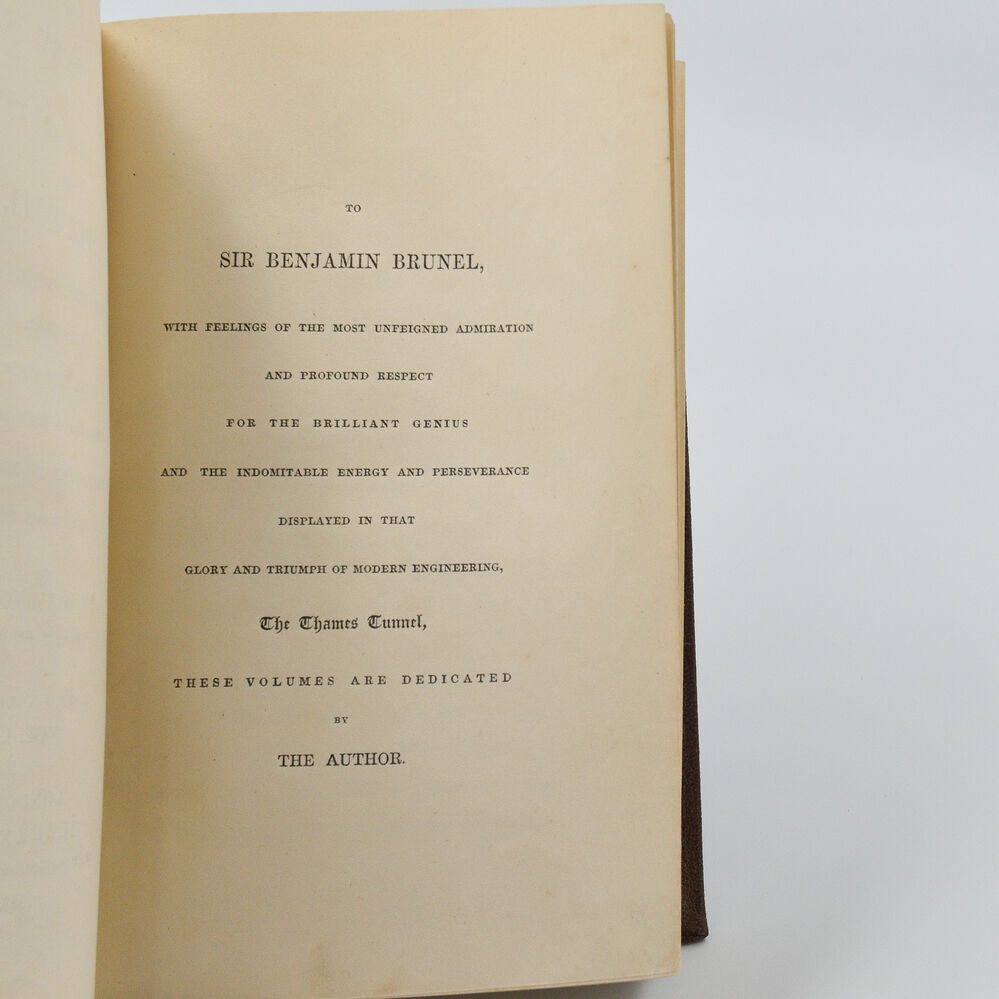 TO
SIR BENJAMIN BRUNEL,
WITH FEELINGS OF THE MOST UNFEIGNED ADMIRATION
AND PROFOUND RESPECT
FOR THE BRILLIANT GENIUS
AND THE INDOMITABLE ENERGY AND PERSEVERANCE
DISPLAYED IN THAT
GLORY AND TRIUMPH OF MODERN ENGINEERING,
The Thames Tunnel,
THESE VOLUMES ARE DEDICATED
BY
THE AUTHOR.